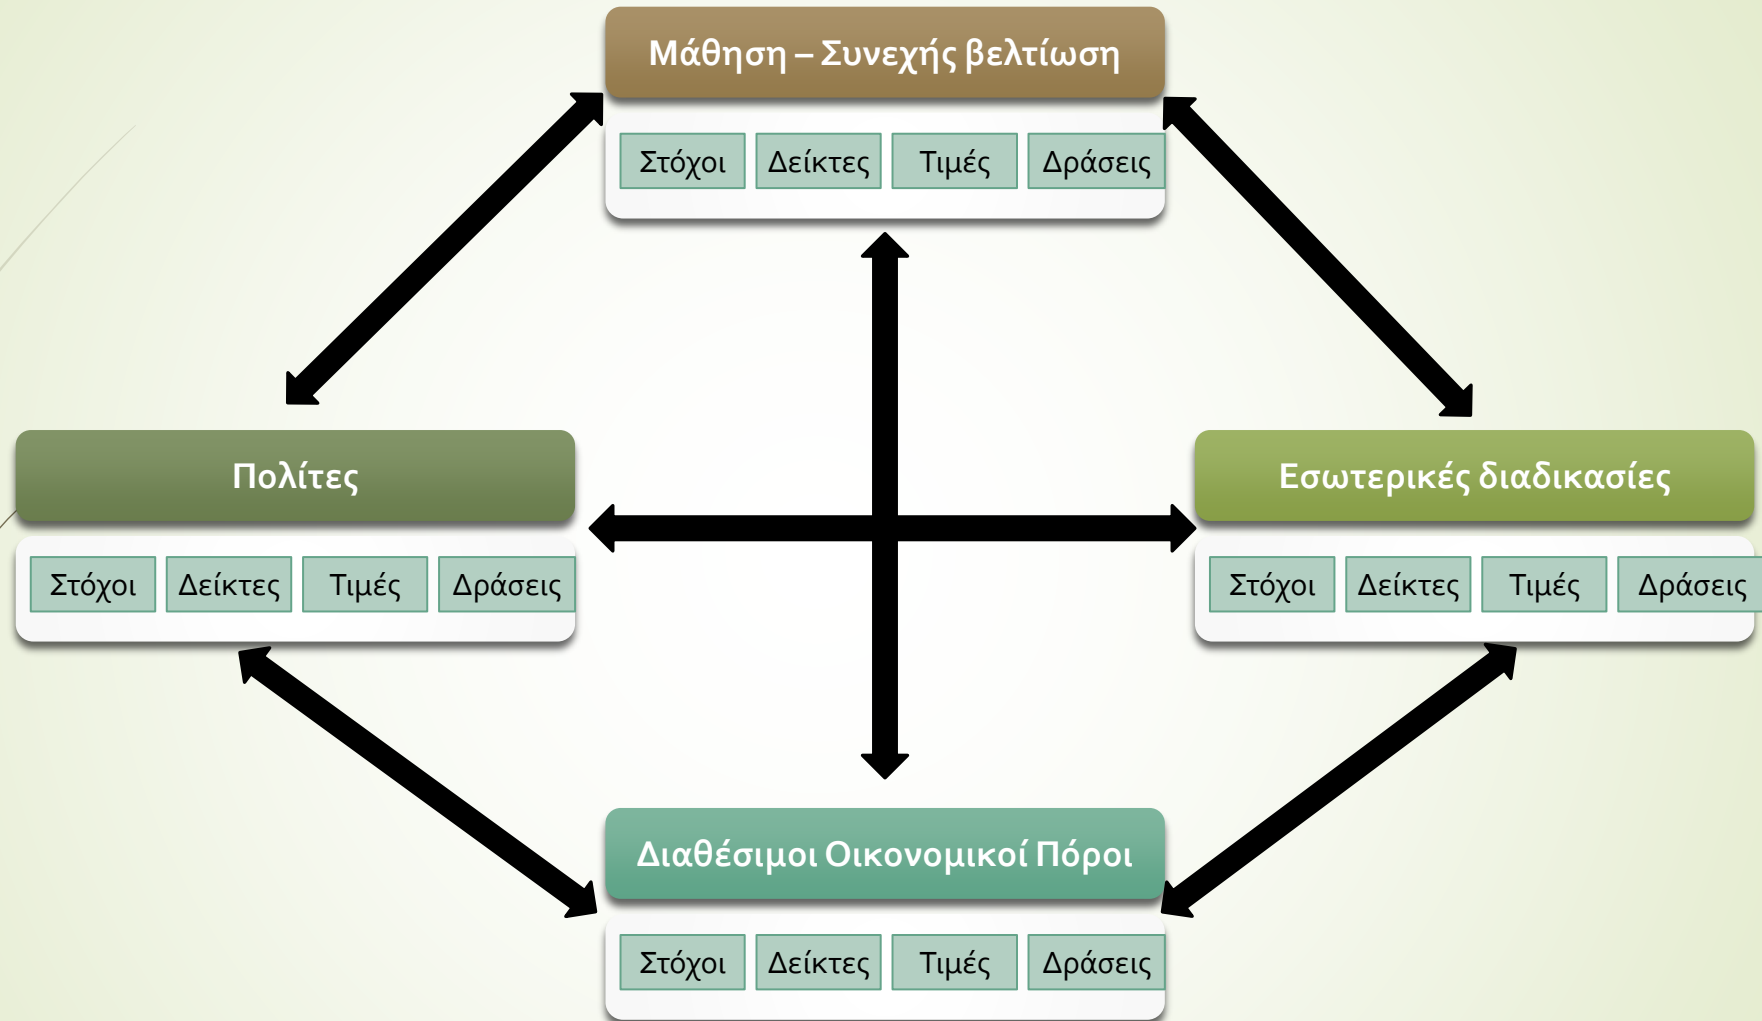 Μάθηση – Συνεχής βελτίωση
Στόχοι Δείκτες Τιμές Δράσεις
Πολίτες
Στόχοι Δείκτες Τιμές Δράσεις
Εσωτερικές διαδικασίες
Στόχοι Δείκτες Τιμές Δράσεις
Διαθέσιμοι Οικονομικοί Πόροι
Στόχοι Δείκτες Τιμές Δράσεις